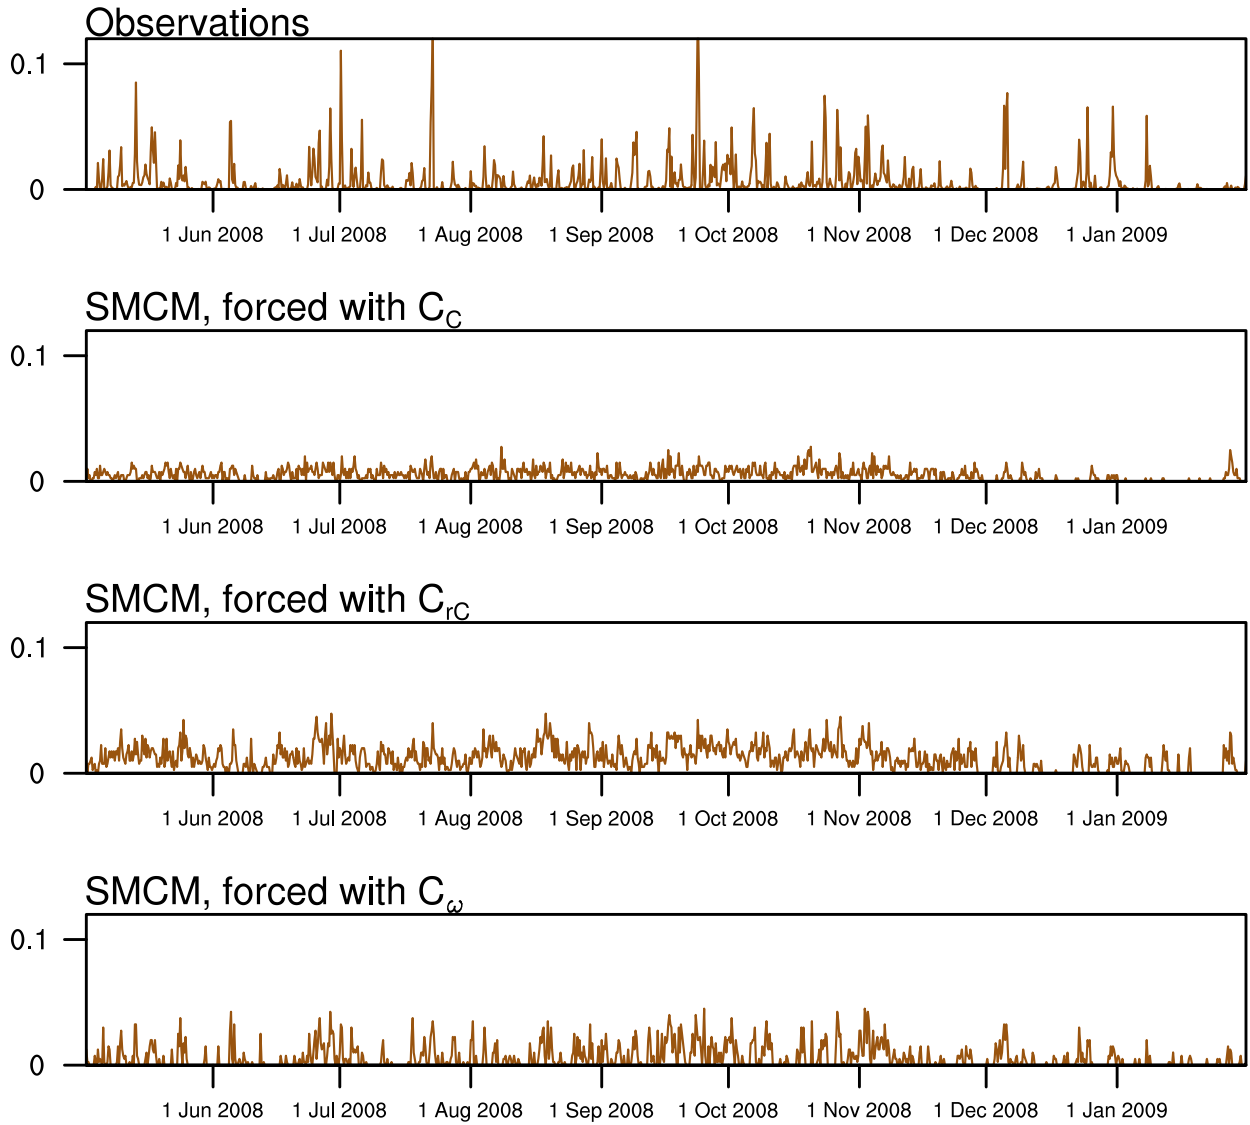 Observations
0.1
0
1 Jun 2008 1 Jul 2008 1 Aug 2008 1 Sep 2008 1 Oct 2008 1 Nov 2008 1 Dec 2008 1 Jan 2009
SMCM, forced with C_C
0.1
0
1 Jun 2008 1 Jul 2008 1 Aug 2008 1 Sep 2008 1 Oct 2008 1 Nov 2008 1 Dec 2008 1 Jan 2009
SMCM, forced with C_rC
0.1
0
1 Jun 2008 1 Jul 2008 1 Aug 2008 1 Sep 2008 1 Oct 2008 1 Nov 2008 1 Dec 2008 1 Jan 2009
SMCM, forced with C_ω
0.1
0
1 Jun 2008 1 Jul 2008 1 Aug 2008 1 Sep 2008 1 Oct 2008 1 Nov 2008 1 Dec 2008 1 Jan 2009